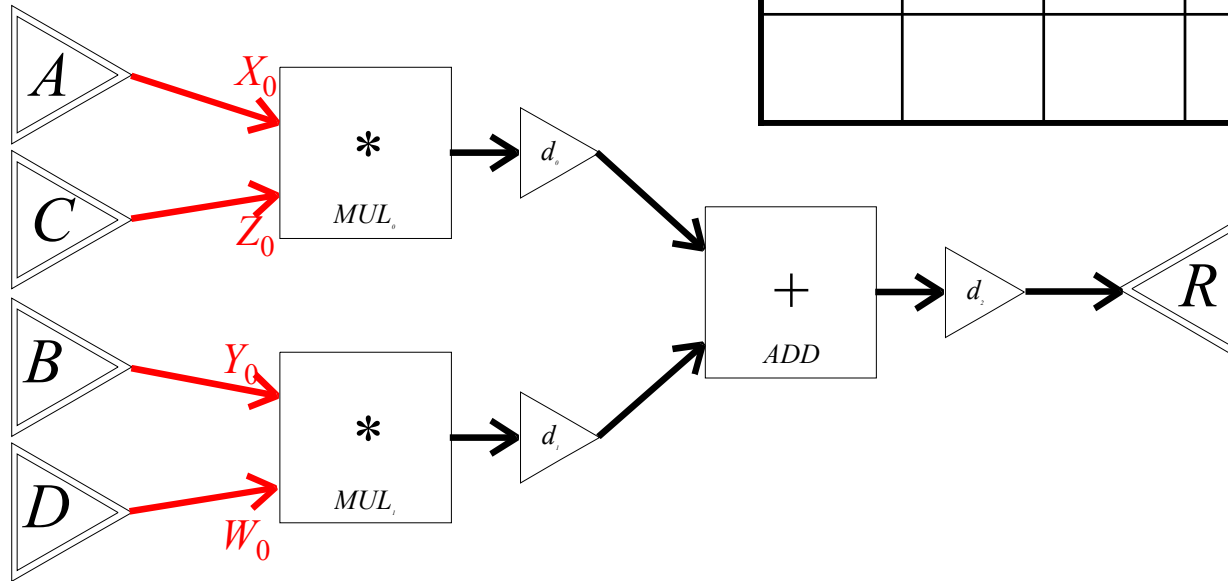 A
X₀
*
MUL₀
C
Z₀
d₀
+
ADD
d₂
R
B
Y₀
*
MUL₁
D
W₀
d₁